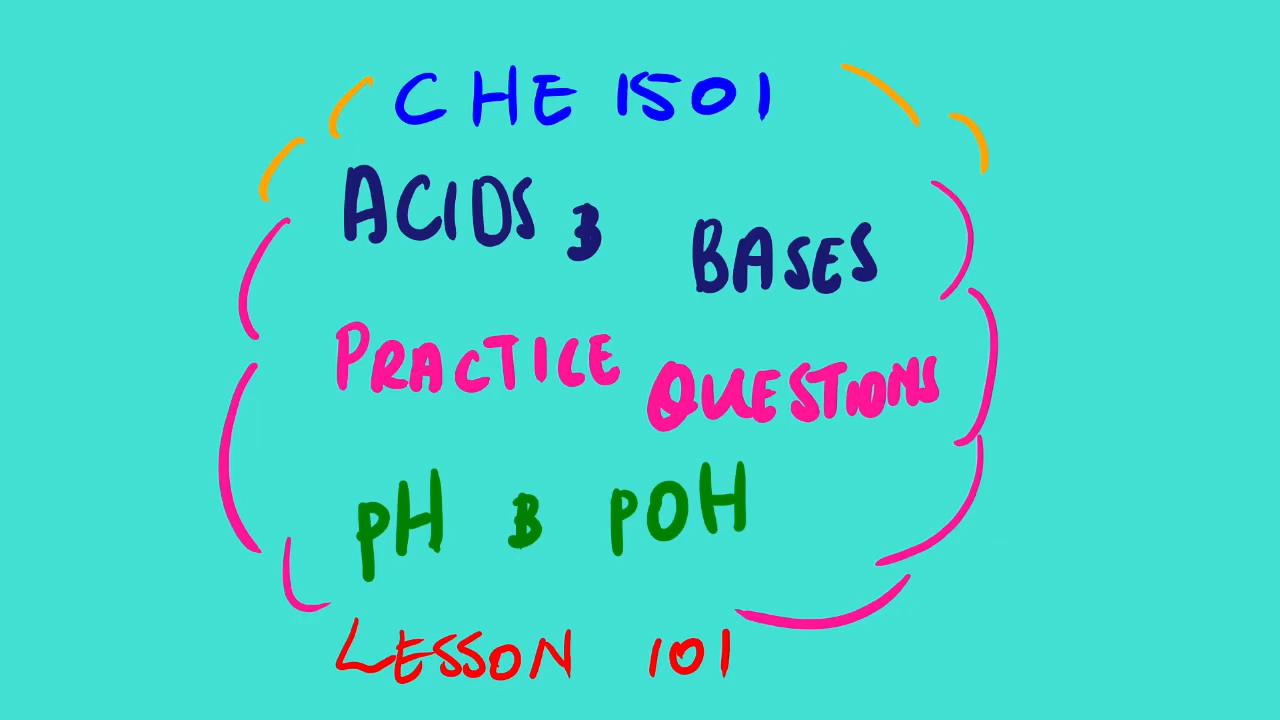 CHE 1501
ACIDS & BASES
PRACTICE QUESTIONS
pH & pOH
LESSON 101